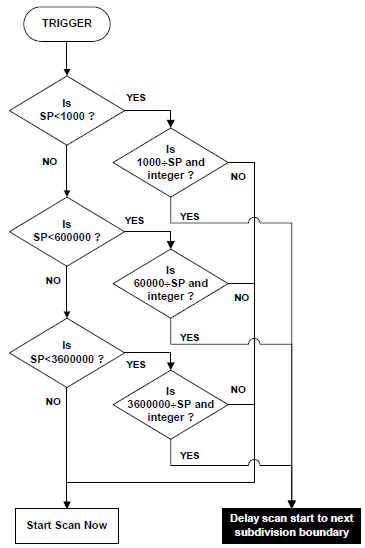 TRIGGER
Is
SP<1000 ?
YES
NO
Is
1000÷SP and
integer ?
NO
YES
Is
SP<600000 ?
YES
NO
Is
60000÷SP and
integer ?
NO
YES
Is
SP<3600000 ?
YES
NO
Is
3600000÷SP and
integer ?
NO
YES
Start Scan Now
Delay scan start to next
subdivision boundary